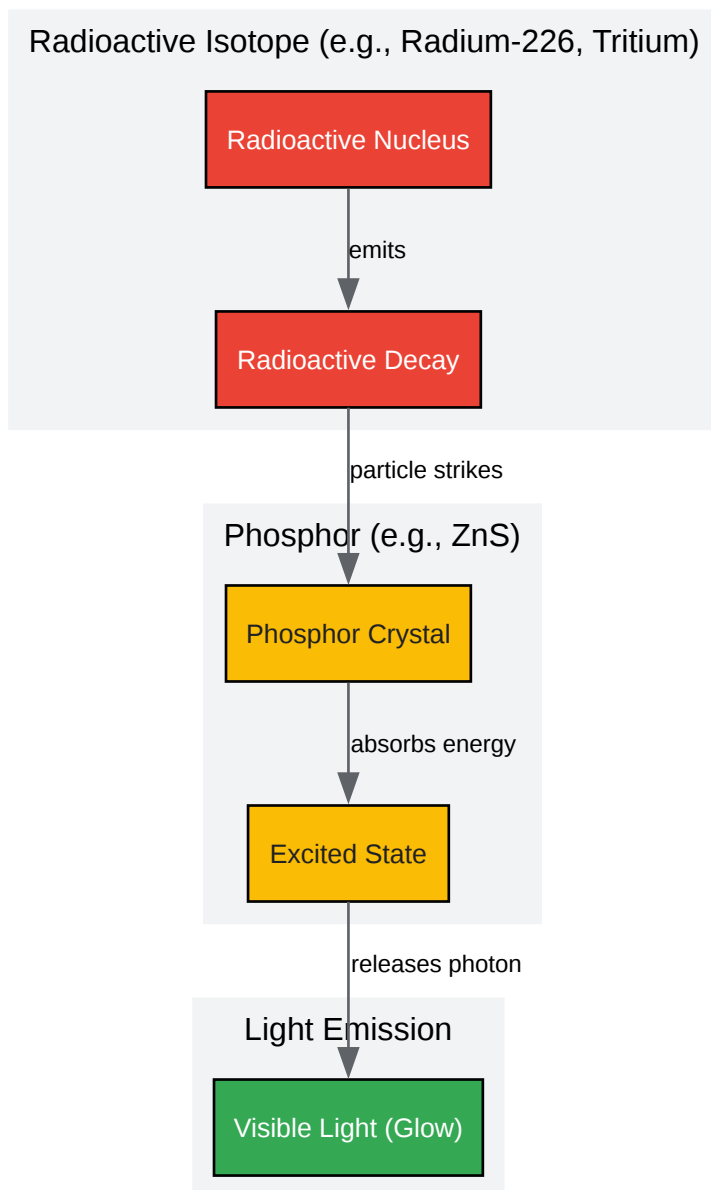 Radioactive Isotope (e.g., Radium-226, Tritium)
Radioactive Nucleus
emits
Radioactive Decay
particle strikes
Phosphor (e.g., ZnS)
Phosphor Crystal
absorbs energy
Excited State
releases photon
Light Emission
Visible Light (Glow)